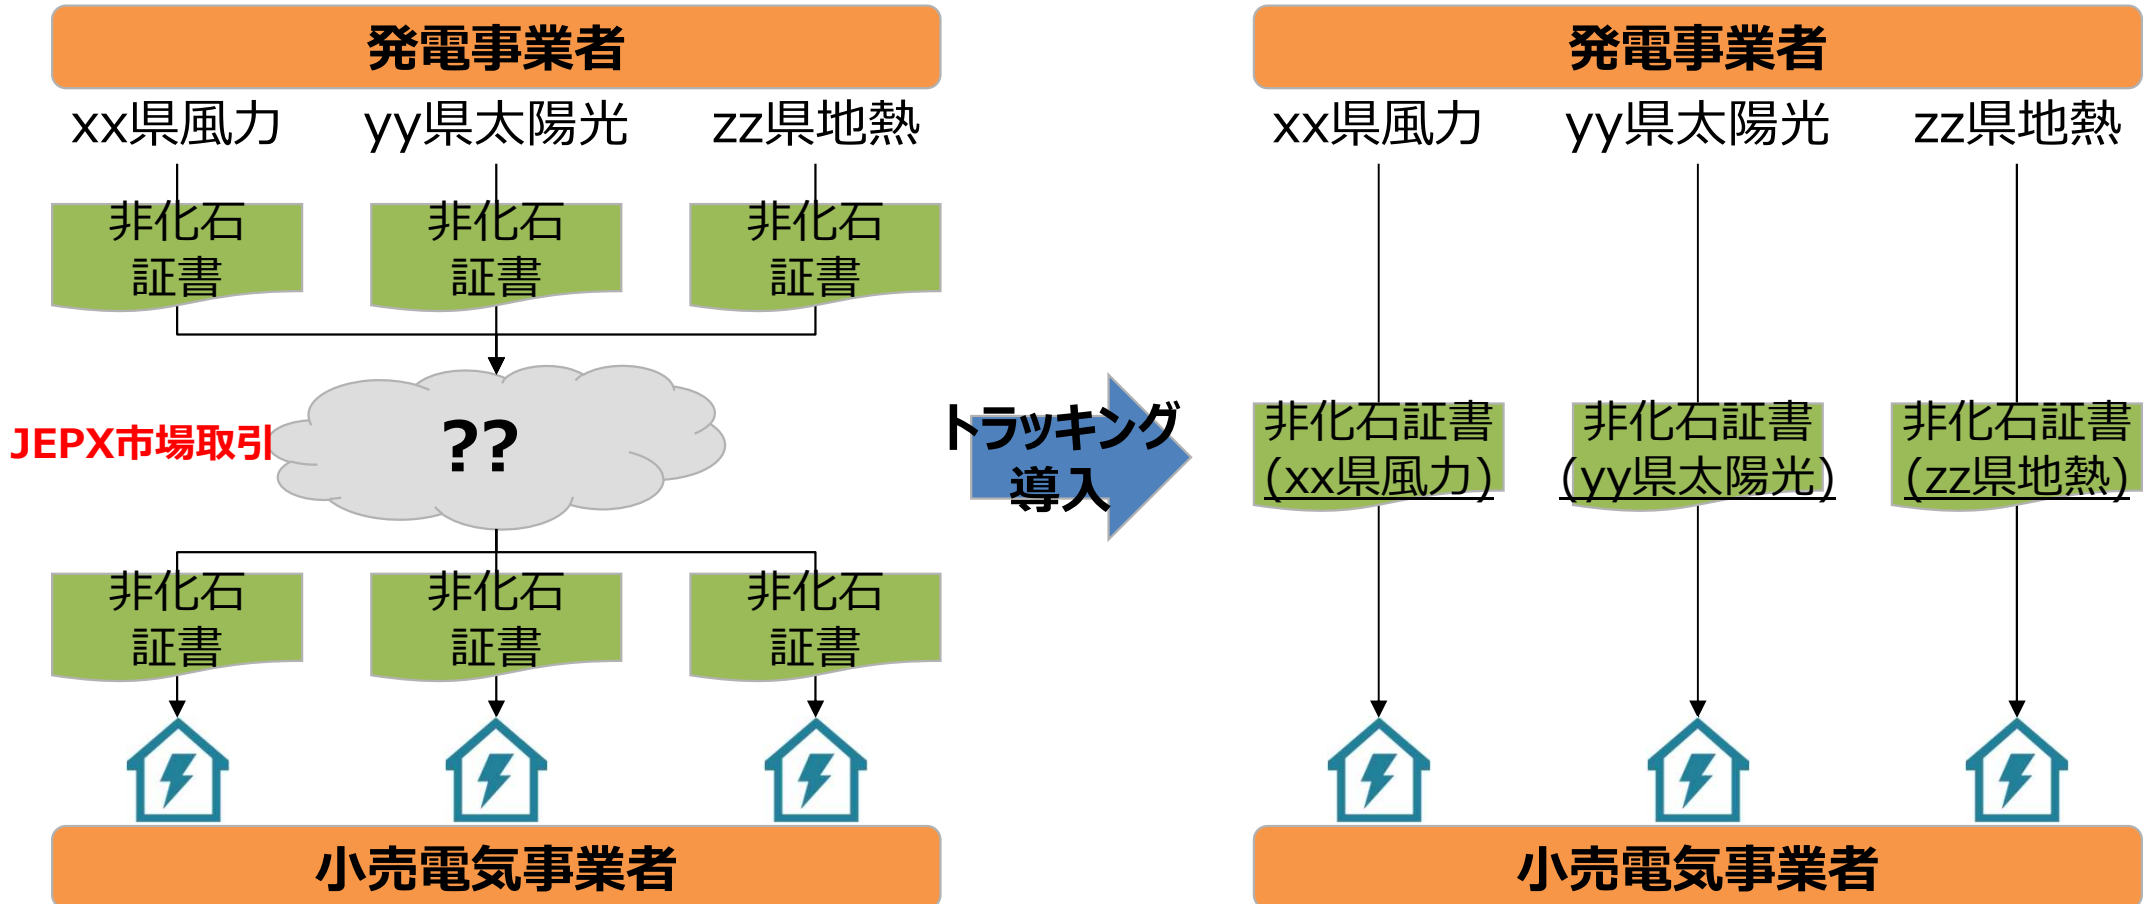 発電事業者
xx県風力
yy県太陽光
zz県地熱
非化石
証書
非化石
証書
非化石
証書
JEPX市場取引
??
非化石
証書
非化石
証書
非化石
証書
小売電気事業者
トラッキング
導入
発電事業者
xx県風力
yy県太陽光
zz県地熱
非化石証書
(xx県風力)
非化石証書
(yy県太陽光)
非化石証書
(zz県地熱)
小売電気事業者